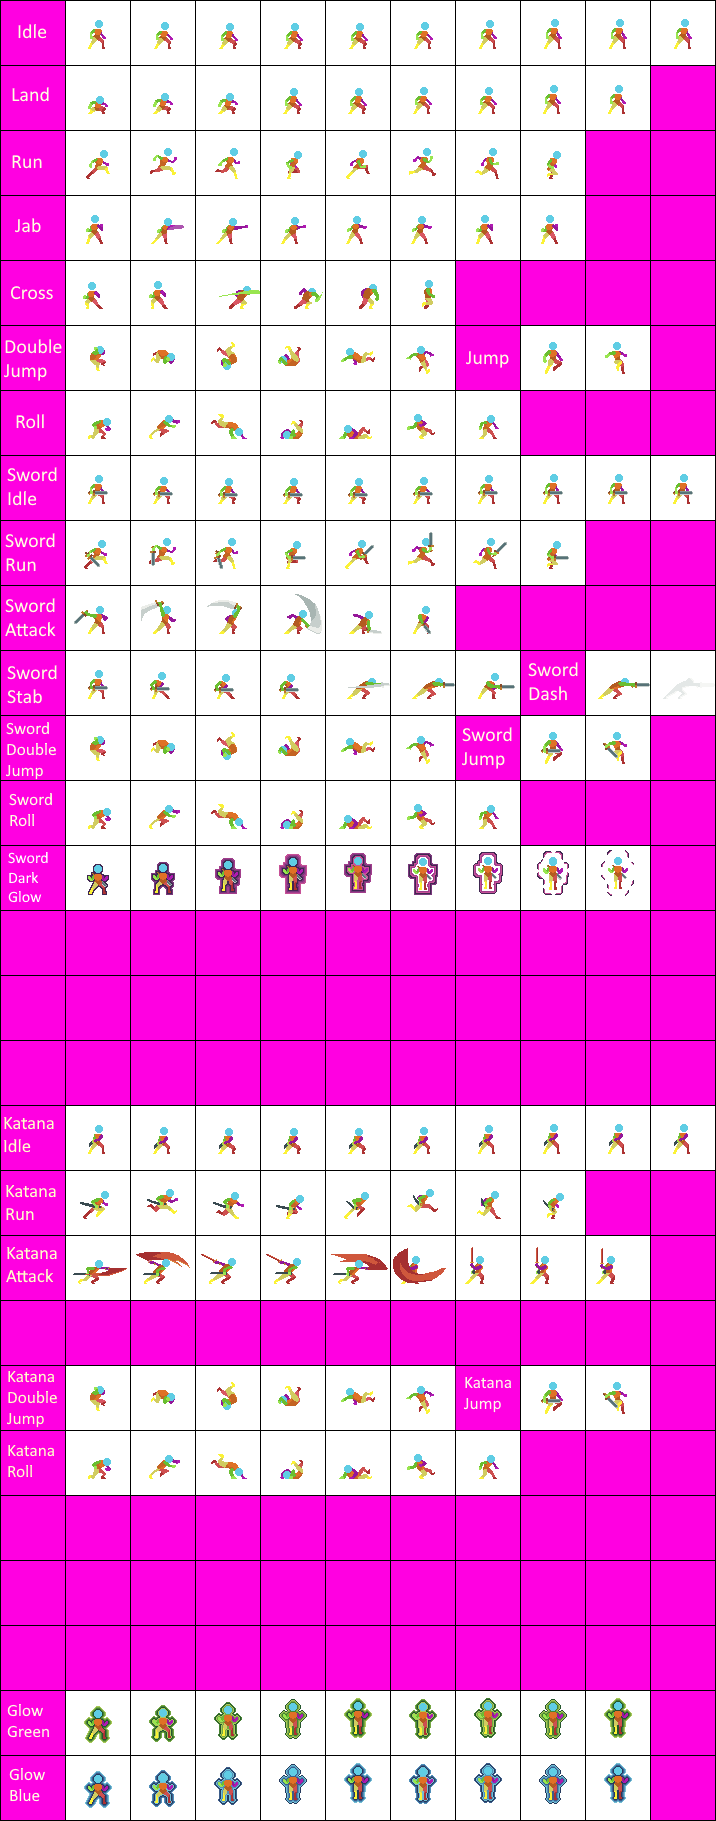 Idle
Land
Run
Jab
Cross
Double
Jump
Jump
Roll
Sword
Idle
Sword
Run
Sword
Attack
Sword
Stab
Sword
Dash
Sword
Double
Jump
Sword
Jump
Sword
Roll
Sword
Dark
Glow
Katana
Idle
Katana
Run
Katana
Attack
Katana
Double
Jump
Katana
Jump
Katana
Roll
Glow
Green
Glow
Blue